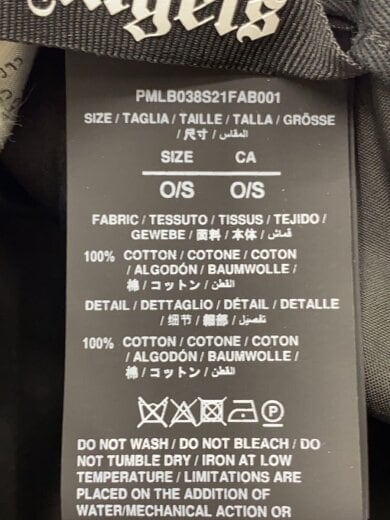 Angels
PMLB038S21FAB001
SIZE / TAGLIA / TAILLE / TALLA / GRÖSSE
/ 尺寸 / المقاس
SIZE CA
O/S O/S
FABRIC / TESSUTO / TISSUS / TEJIDO /
GEWEBE / 面料 / 本体 / قماش
100% COTTON / COTONE / COTON
/ ALGODÓN / BAUMWOLLE /
棉 / コットン / القطن
DETAIL / DETTAGLIO / DÉTAIL / DETALLE
/ 细节 / 細部 / تفصيل
100% COTTON / COTONE / COTON
/ ALGODÓN / BAUMWOLLE /
棉 / コットン / القطن
P
DO NOT WASH / DO NOT BLEACH / DO
NOT TUMBLE DRY / IRON AT LOW
TEMPERATURE / LIMITATIONS ARE
PLACED ON THE ADDITION OF
WATER/MECHANICAL ACTION OR